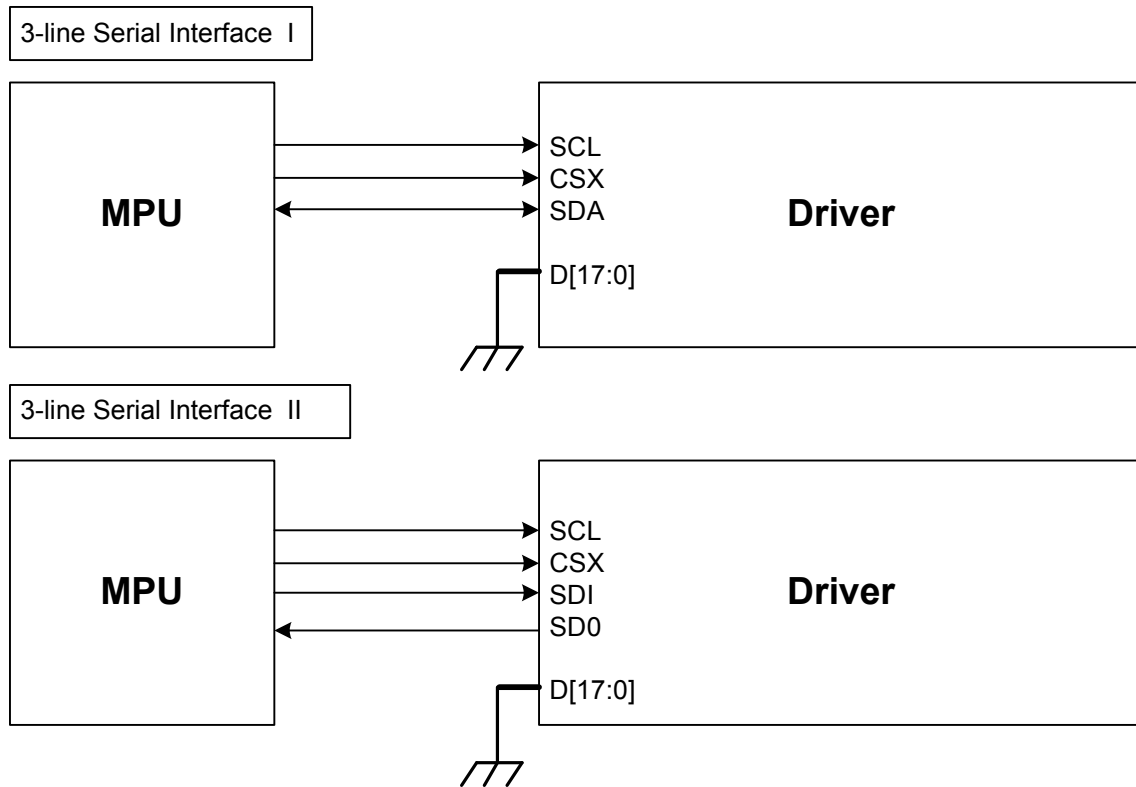 3-line Serial Interface I
MPU
SCL
CSX
SDA
Driver
D[17:0]
3-line Serial Interface II
MPU
SCL
CSX
SDI
SD0
Driver
D[17:0]